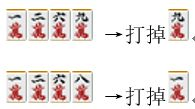 一萬 二萬 六萬 九萬 →打掉 九萬
一萬 二萬 六萬 八萬 →打掉 一萬